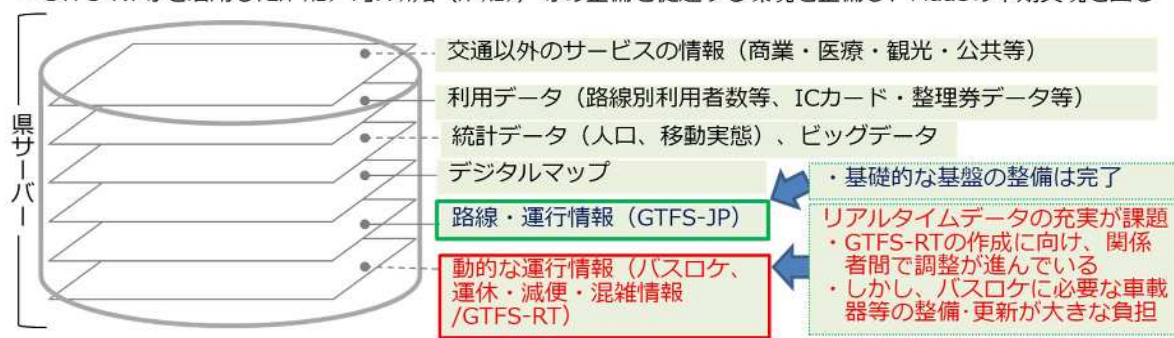 県サーバー
交通以外のサービスの情報（商業・医療・観光・公共等）
利用データ（路線別利用者数等、ICカード・整理券データ等）
統計データ（人口、移動実態）、ビッグデータ
デジタルマップ
路線・運行情報（GTFS-JP）
動的な運行情報（バスロケ、
運休・減便・混雑情報
/GTFS-RT）
・基礎的な基盤の整備は完了
リアルタイムデータの充実が課題
・GTFS-RTの作成に向け、関係
者間で調整が進んでいる
・しかし、バスロケに必要な車載
器等の整備･更新が大きな負担